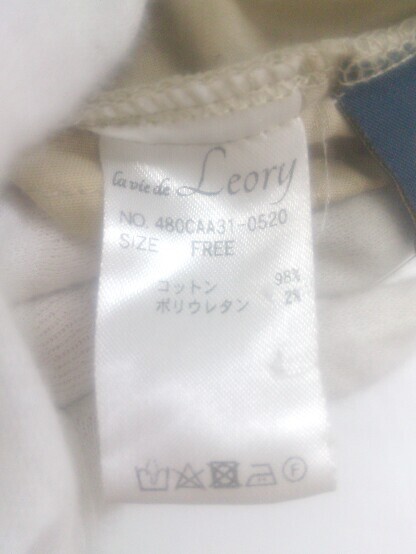 la vie de Leory
NO. 480CAA31-0520
SIZE FREE
コットン 98%
ポリウレタン 2%
F